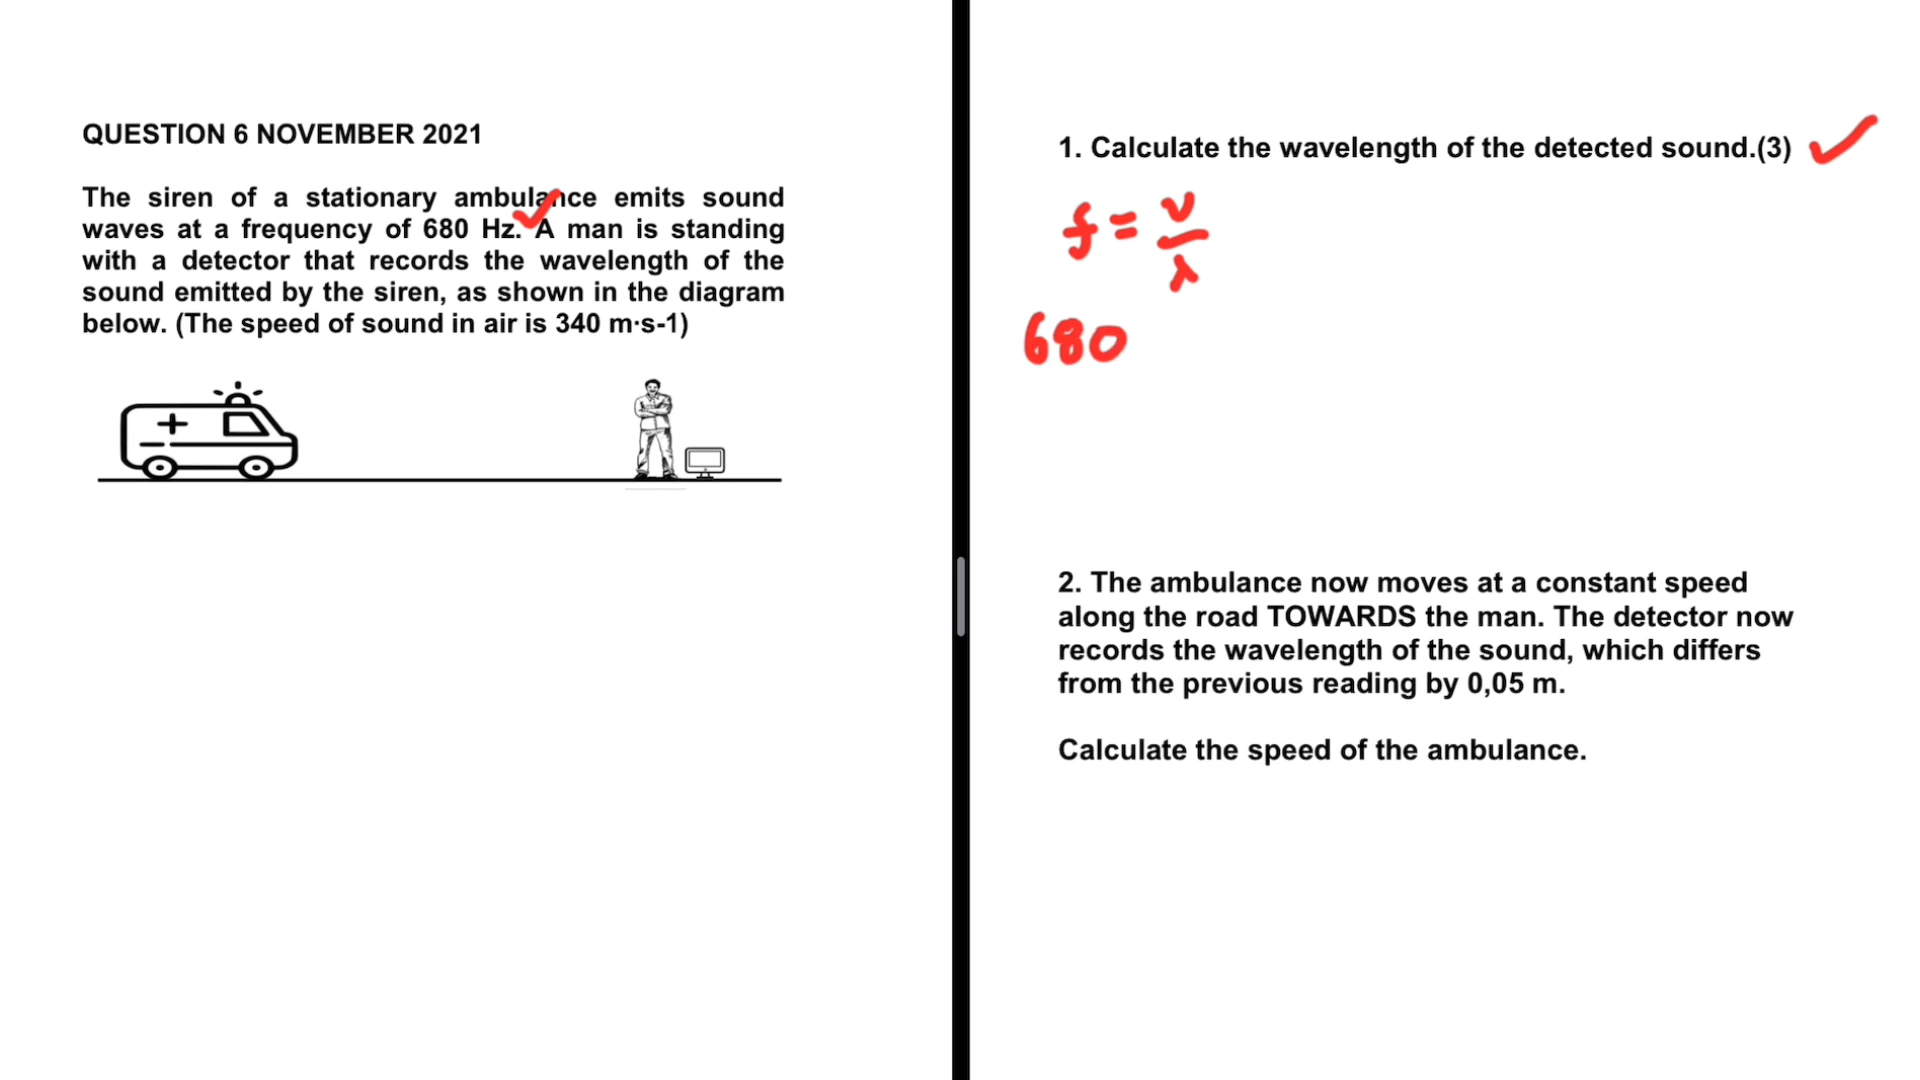 QUESTION 6 NOVEMBER 2021
The siren of a stationary ambulance emits sound
waves at a frequency of 680 Hz. A man is standing
with a detector that records the wavelength of the
sound emitted by the siren, as shown in the diagram
below. (The speed of sound in air is 340 m·s-1)
1. Calculate the wavelength of the detected sound.(3)
f = v/λ
680
2. The ambulance now moves at a constant speed
along the road TOWARDS the man. The detector now
records the wavelength of the sound, which differs
from the previous reading by 0,05 m.
Calculate the speed of the ambulance.